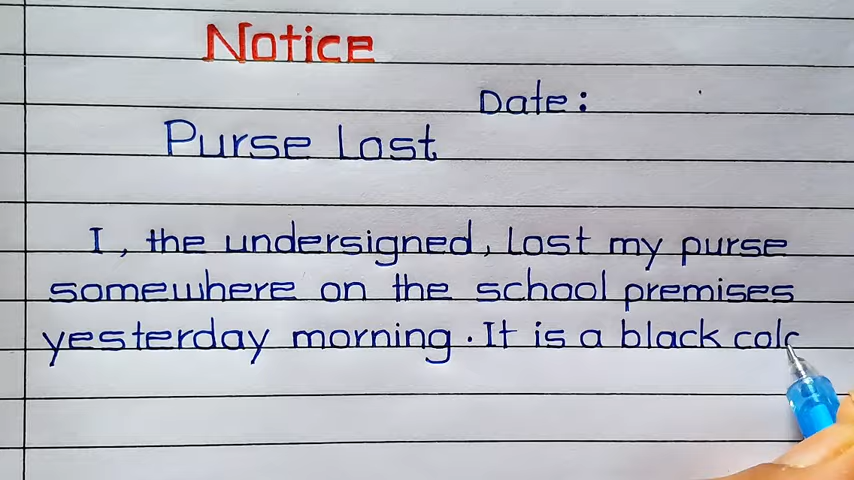 Notice
Date:
Purse Lost
I, the undersigned, lost my purse
somewhere on the school premises
yesterday morning. It is a black